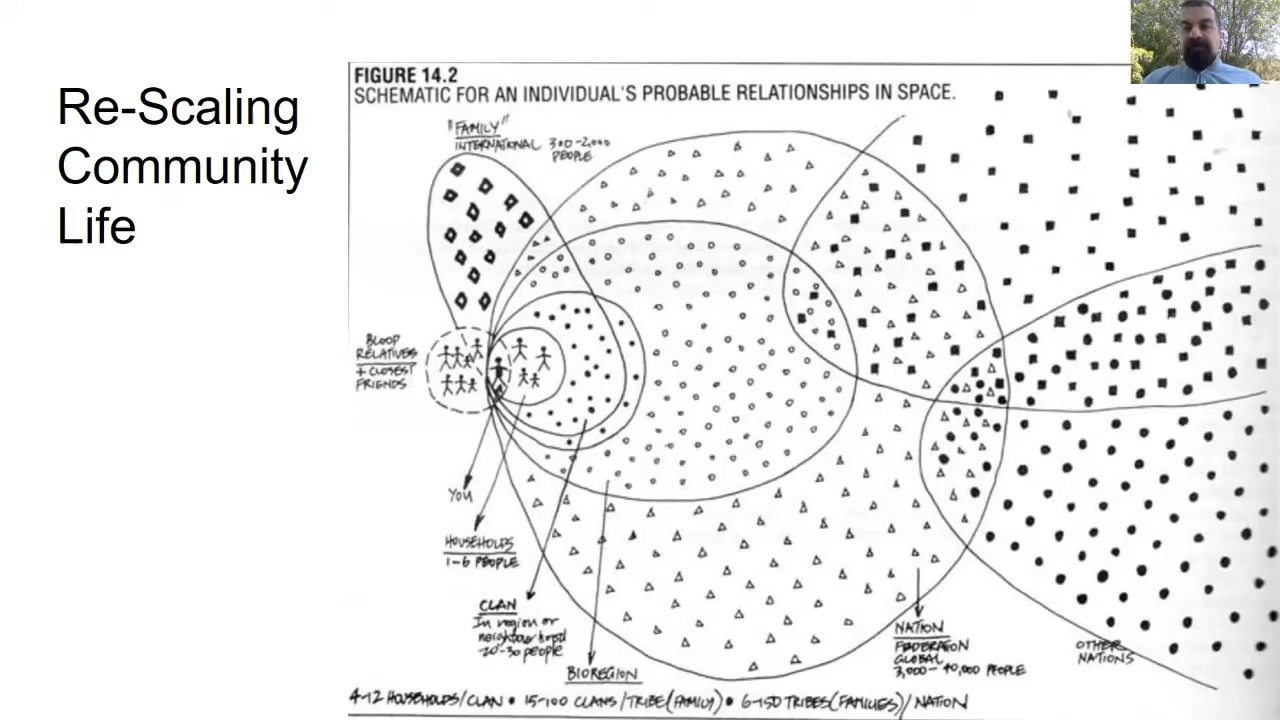 Re-Scaling
Community
Life
FIGURE 14.2
SCHEMATIC FOR AN INDIVIDUAL'S PROBABLE RELATIONSHIPS IN SPACE.
"FAMILY"
INTERNATIONAL 300-2,000
PEOPLE
BLOOD
RELATIVES
+ CLOSEST
FRIENDS
YOU
HOUSEHOLDS
1-6 PEOPLE
CLAN
In region or
neighbourhood
20-30 people
BIOREGION
NATION
FEDERATION
GLOBAL
3,000-40,000 PEOPLE
OTHER
NATIONS
4-12 HOUSEHOLDS/CLAN • 15-100 CLANS/TRIBE(FAMILY) • 6-150 TRIBES(FAMILIES)/NATION